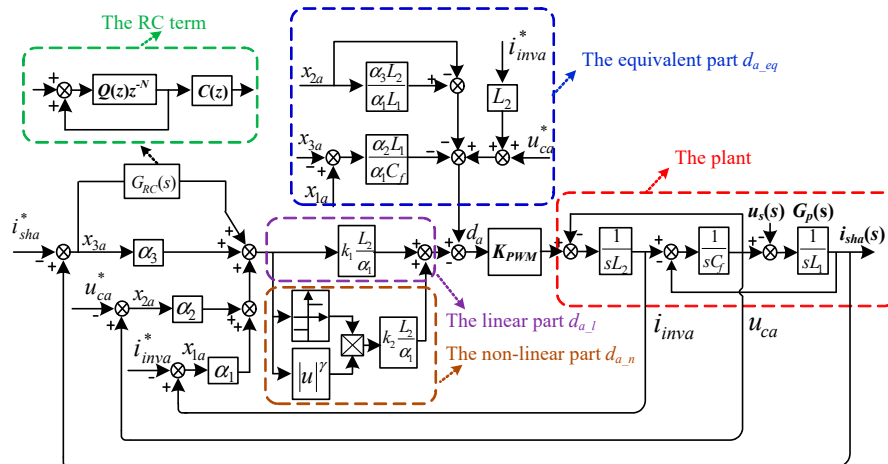 The RC term
+
+
Q(z)z^-N
C(z)
x_2a
α_3L_2
α_1L_1
+
-
i*_inva
L_2
The equivalent part d_a_eq
x_3a
-
+
x_1a
α_2L_1
α_1C_f
-
-
+
+
+
u*_ca
The plant
G_RC(s)
i*_sha
-
x_3a
α_3
+
+
+
k_1 L_2
α_1
+
+
+
-
d_a
K_PWM
+
-
1
sL_2
+
-
1
sC_f
u_s(s)
-
+
G_p(s)
1
sL_1
i_sha(s)
u*_ca
-
x_2a
α_2
+
+
i*_inva
-
x_1a
α_1
|u|^γ
+
+
k_2 L_2
α_1
The linear part d_a_l
The non-linear part d_a_n
i_inva
u_ca